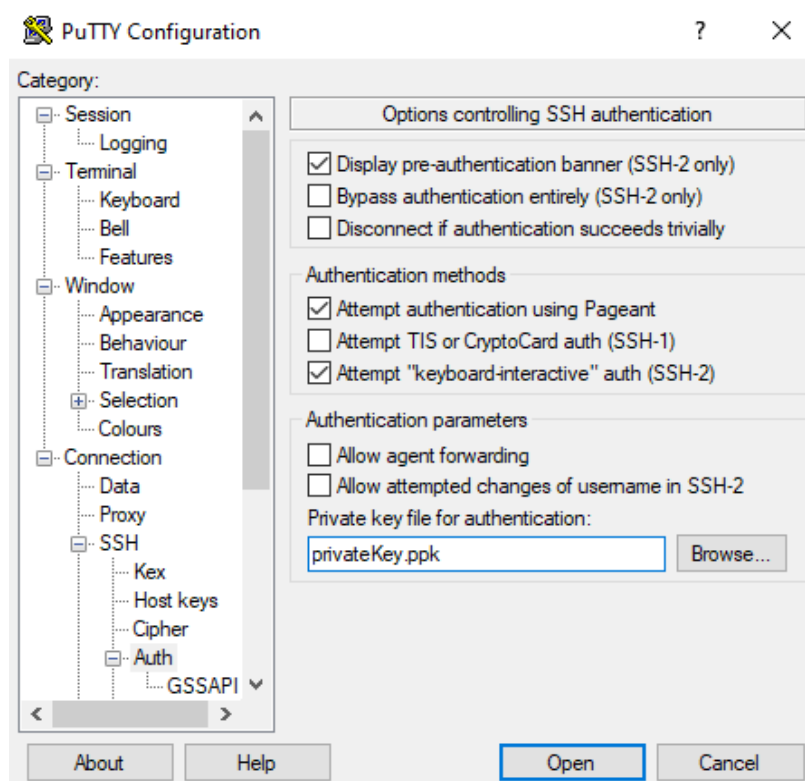 PuTTY Configuration
?
Category:
Session
Logging
Terminal
Keyboard
Bell
Features
Window
Appearance
Behaviour
Translation
Selection
Colours
Connection
Data
Proxy
SSH
Kex
Host keys
Cipher
Auth
GSSAPI
Options controlling SSH authentication
Display pre-authentication banner (SSH-2 only)
Bypass authentication entirely (SSH-2 only)
Disconnect if authentication succeeds trivially
Authentication methods
Attempt authentication using Pageant
Attempt TIS or CryptoCard auth (SSH-1)
Attempt "keyboard-interactive" auth (SSH-2)
Authentication parameters
Allow agent forwarding
Allow attempted changes of username in SSH-2
Private key file for authentication:
privateKey.ppk
Browse...
About
Help
Open
Cancel